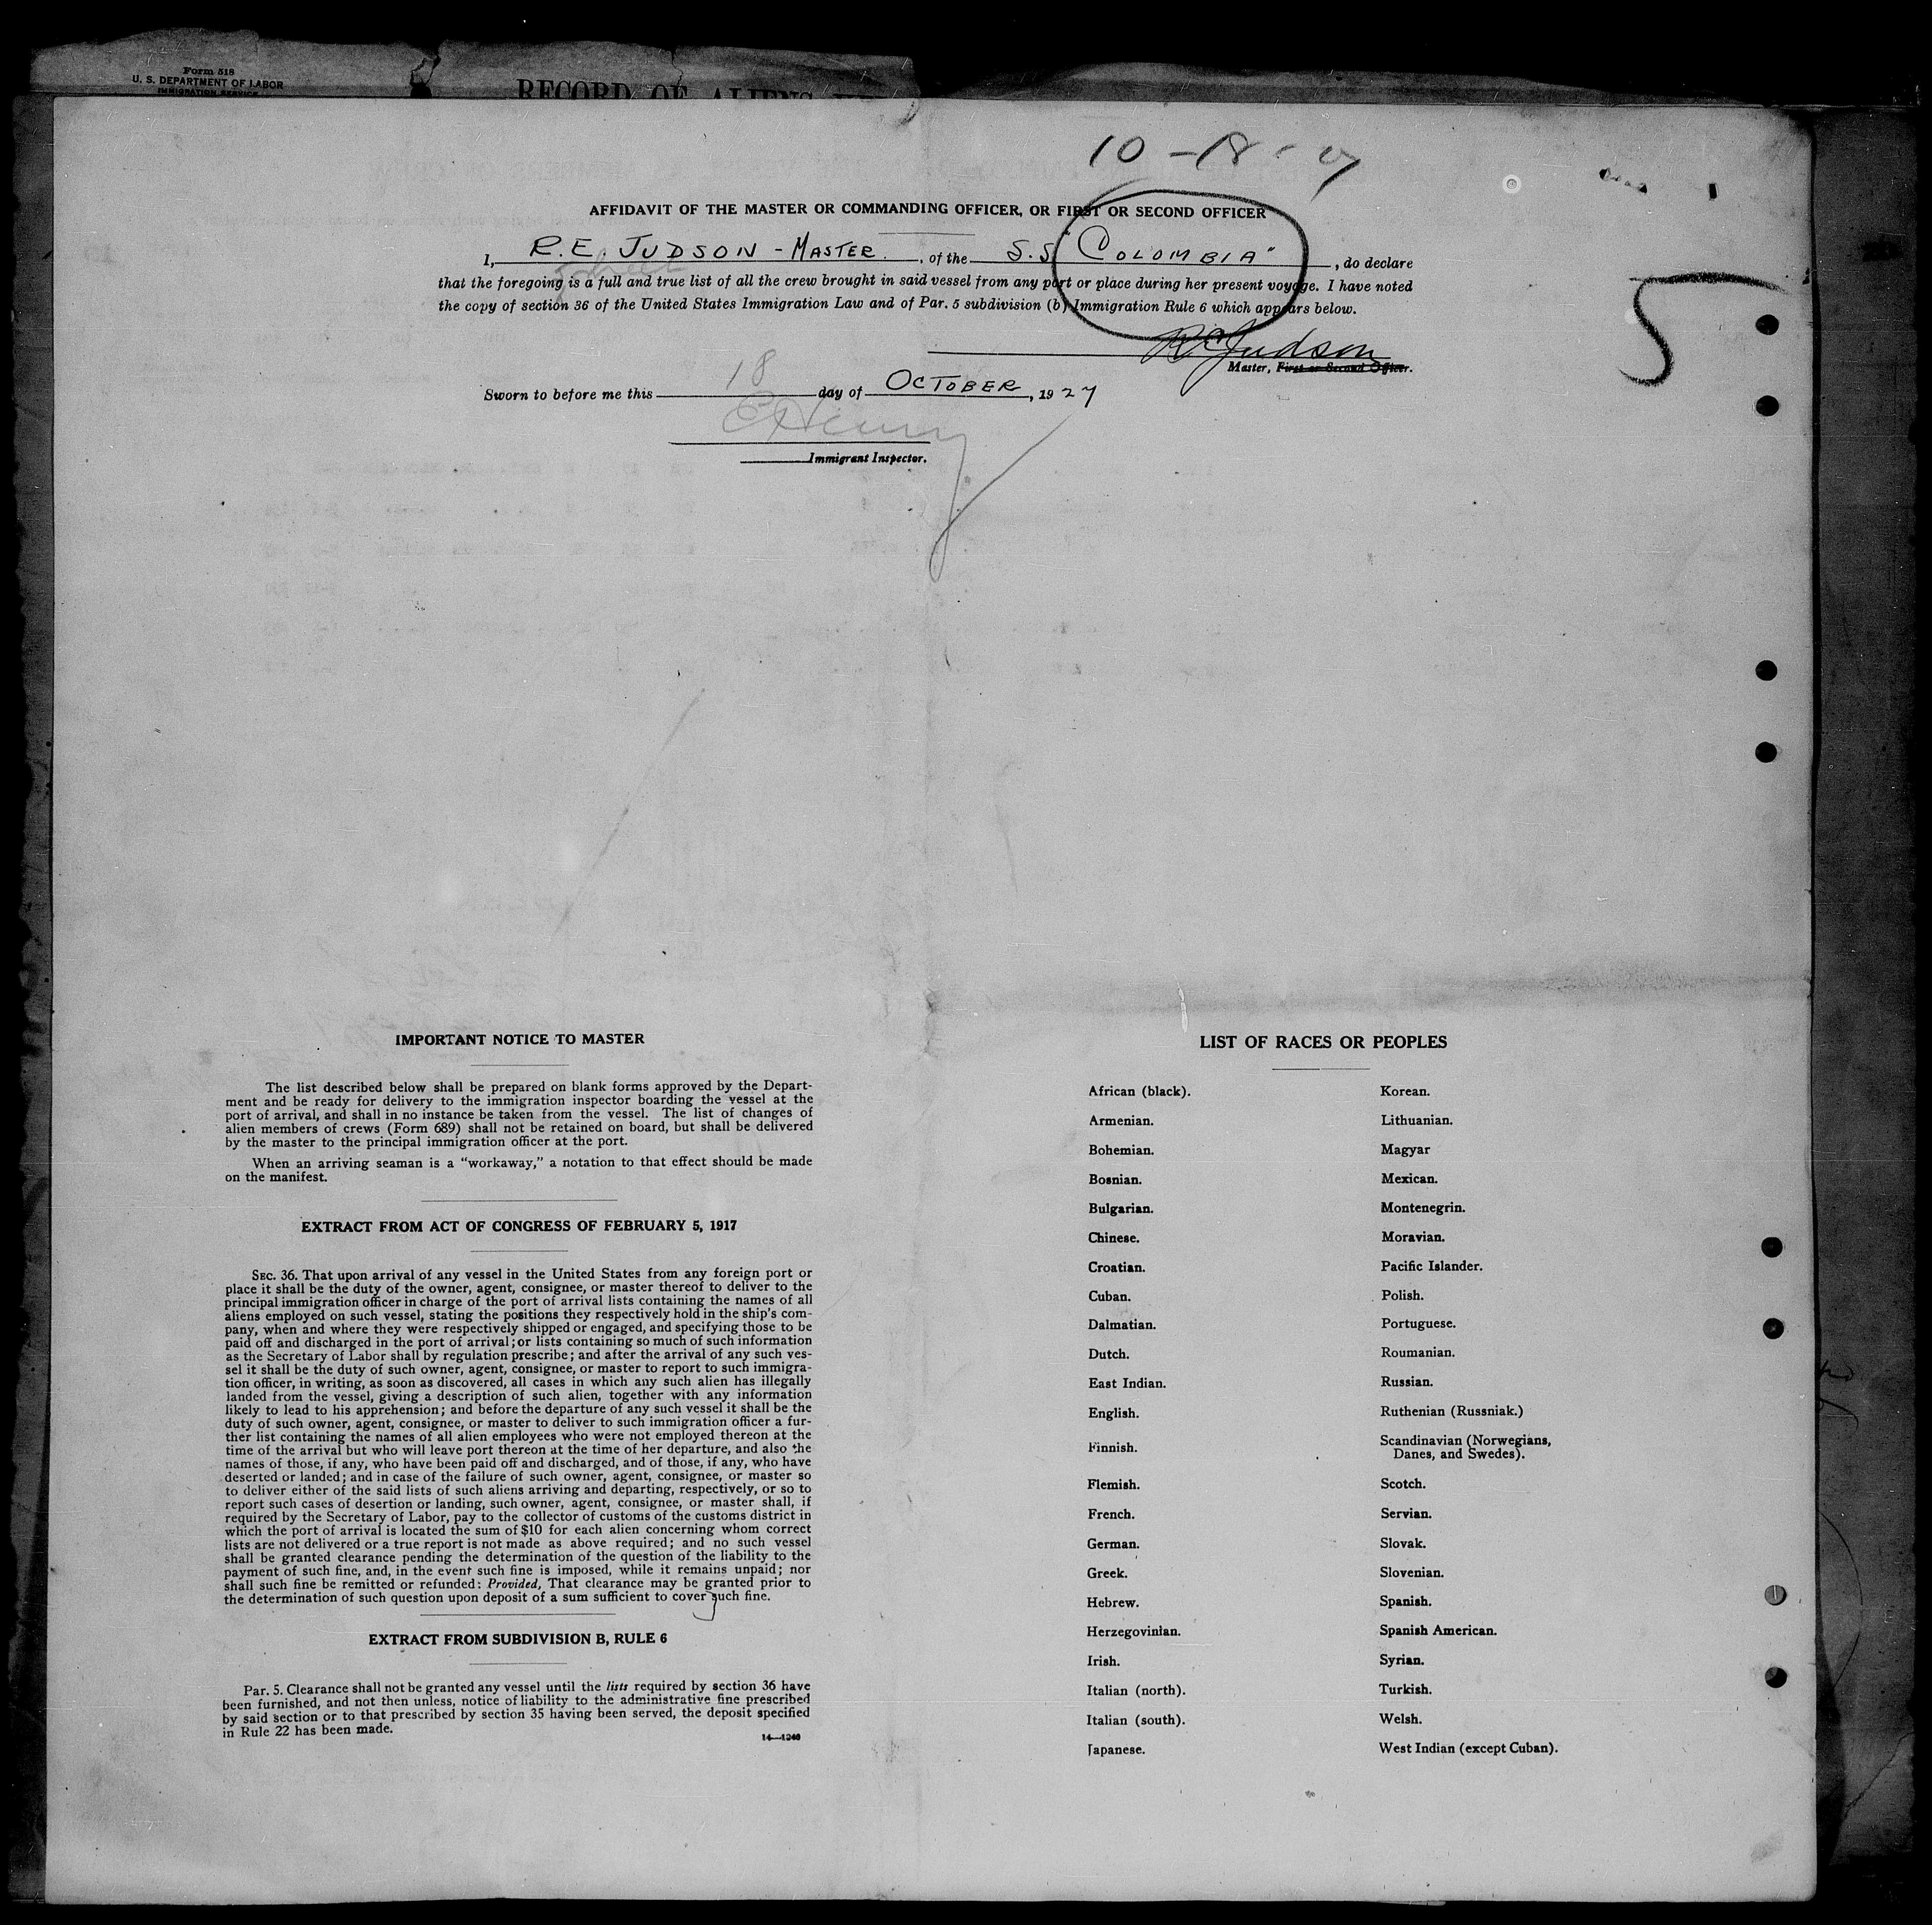 Form 518
U. S. DEPARTMENT OF LABOR
IMMIGRATION SERVICE
RECORD OF ALIENS
10-18-27
AFFIDAVIT OF THE MASTER OR COMMANDING OFFICER, OR FIRST OR SECOND OFFICER
I, R.E. JUDSON - MASTER, of the S.S. "COLOMBIA", do declare
that the foregoing is a full and true list of all the crew brought in said vessel from any port or place during her present voyage. I have noted
the copy of section 36 of the United States Immigration Law and of Par. 5 subdivision (b) Immigration Rule 6 which appears below.
5
R E Judson
Master, First or Second Officer.
Sworn to before me this 18 day of OCTOBER, 1927
Immigrant Inspector.
IMPORTANT NOTICE TO MASTER
The list described below shall be prepared on blank forms approved by the Depart-
ment and be ready for delivery to the immigration inspector boarding the vessel at the
port of arrival, and shall in no instance be taken from the vessel. The list of changes of
alien members of crews (Form 689) shall not be retained on board, but shall be delivered
by the master to the principal immigration officer at the port.
When an arriving seaman is a "workaway," a notation to that effect should be made
on the manifest.
EXTRACT FROM ACT OF CONGRESS OF FEBRUARY 5, 1917
SEC. 36. That upon arrival of any vessel in the United States from any foreign port or
place it shall be the duty of the owner, agent, consignee, or master thereof to deliver to the
principal immigration officer in charge of the port of arrival lists containing the names of all
aliens employed on such vessel, stating the positions they respectively hold in the ship's com-
pany, when and where they were respectively shipped or engaged, and specifying those to be
paid off and discharged in the port of arrival; or lists containing so much of such information
as the Secretary of Labor shall by regulation prescribe; and after the arrival of any such ves-
sel it shall be the duty of such owner, agent, consignee, or master to report to such immigra-
tion officer, in writing, as soon as discovered, all cases in which any such alien has illegally
landed from the vessel, giving a description of such alien, together with any information
likely to lead to his apprehension; and before the departure of any such vessel it shall be the
duty of such owner, agent, consignee, or master to deliver to such immigration officer a fur-
ther list containing the names of all alien employees who were not employed thereon at the
time of the arrival but who will leave port thereon at the time of her departure, and also the
names of those, if any, who have been paid off and discharged, and of those, if any, who have
deserted or landed; and in case of the failure of such owner, agent, consignee, or master so
to deliver either of the said lists of such aliens arriving and departing, respectively, or so to
report such cases of desertion or landing, such owner, agent, consignee, or master shall, if
required by the Secretary of Labor, pay to the collector of customs of the customs district in
which the port of arrival is located the sum of $10 for each alien concerning whom correct
lists are not delivered or a true report is not made as above required; and no such vessel
shall be granted clearance pending the determination of the question of the liability to the
payment of such fine, and, in the event such fine is imposed, while it remains unpaid; nor
shall such fine be remitted or refunded: Provided, That clearance may be granted prior to
the determination of such question upon deposit of a sum sufficient to cover such fine.
EXTRACT FROM SUBDIVISION B, RULE 6
Par. 5. Clearance shall not be granted any vessel until the lists required by section 36 have
been furnished, and not then unless, notice of liability to the administrative fine prescribed
by said section or to that prescribed by section 35 having been served, the deposit specified
in Rule 22 has been made.
14—1240
LIST OF RACES OR PEOPLES
African (black).
Armenian.
Bohemian.
Bosnian.
Bulgarian.
Chinese.
Croatian.
Cuban.
Dalmatian.
Dutch.
East Indian.
English.
Finnish.
Flemish.
French.
German.
Greek.
Hebrew.
Herzegovinian.
Irish.
Italian (north).
Italian (south).
Japanese.
Korean.
Lithuanian.
Magyar
Mexican.
Montenegrin.
Moravian.
Pacific Islander.
Polish.
Portuguese.
Roumanian.
Russian.
Ruthenian (Russniak.)
Scandinavian (Norwegians,
Danes, and Swedes).
Scotch.
Servian.
Slovak.
Slovenian.
Spanish.
Spanish American.
Syrian.
Turkish.
Welsh.
West Indian (except Cuban).